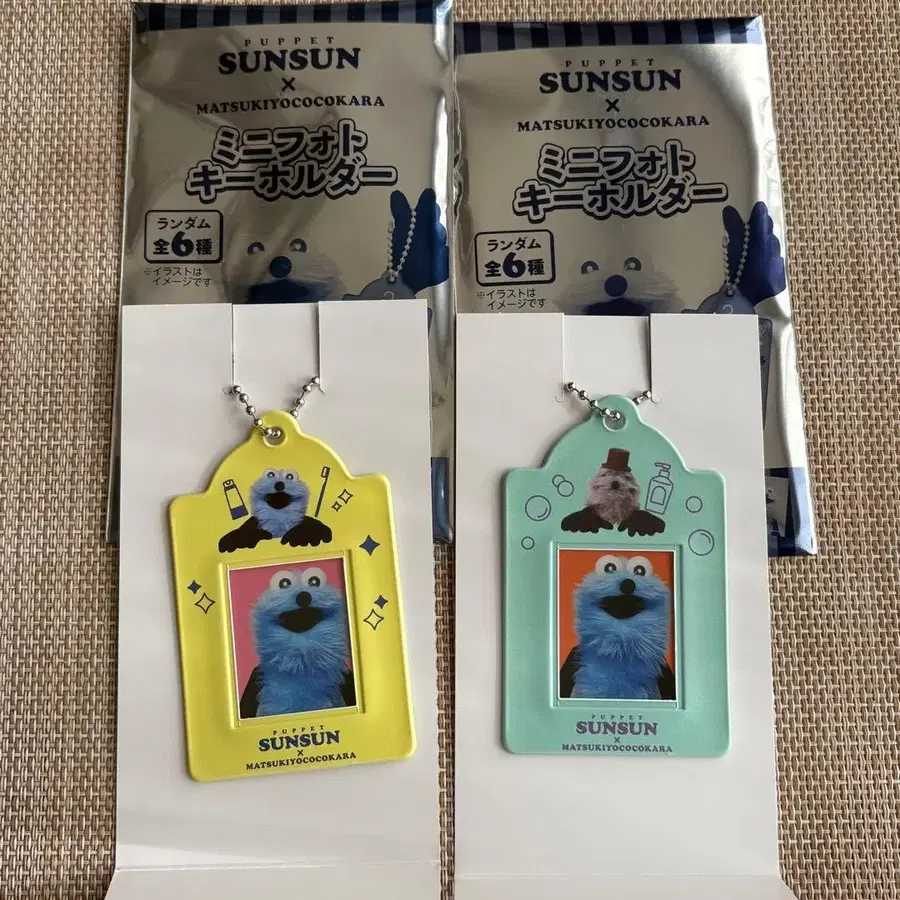 PUPPET
SUNSUN
×
MATSUKIYOCOCOKARA
ミニフォト
キーホルダー
ランダム
全6種
※イラストは
イメージです
PUPPET
SUNSUN
×
MATSUKIYOCOCOKARA
ミニフォト
キーホルダー
ランダム
全6種
※イラストは
イメージです
PUPPET
SUNSUN
×
MATSUKIYOCOCOKARA
PUPPET
SUNSUN
×
MATSUKIYOCOCOKARA